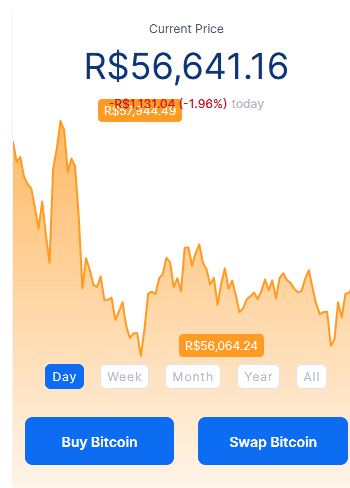 Current Price
R$56,641.16
-R$1,131.04 (-1.96%) today
R$57,944.49
R$56,064.24
Day Week Month Year All
Buy Bitcoin Swap Bitcoin